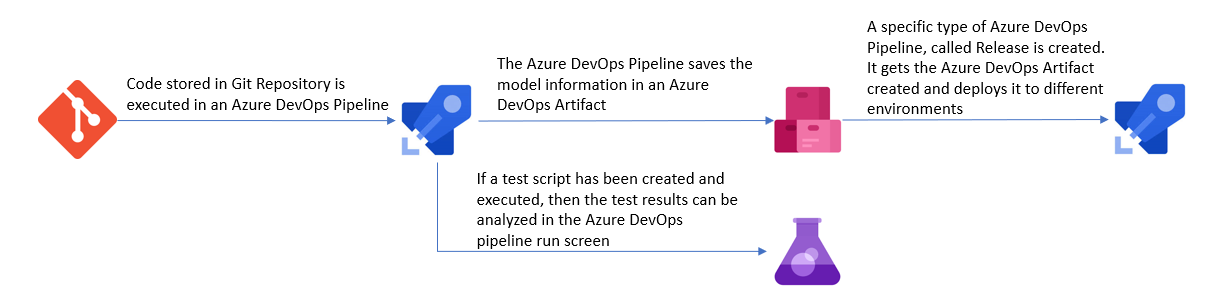 Code stored in Git Repository is
executed in an Azure DevOps Pipeline
The Azure DevOps Pipeline saves the
model information in an Azure
DevOps Artifact
A specific type of Azure DevOps
Pipeline, called Release is created.
It gets the Azure DevOps Artifact
created and deploys it to different
environments
If a test script has been created and
executed, then the test results can be
analyzed in the Azure DevOps
pipeline run screen